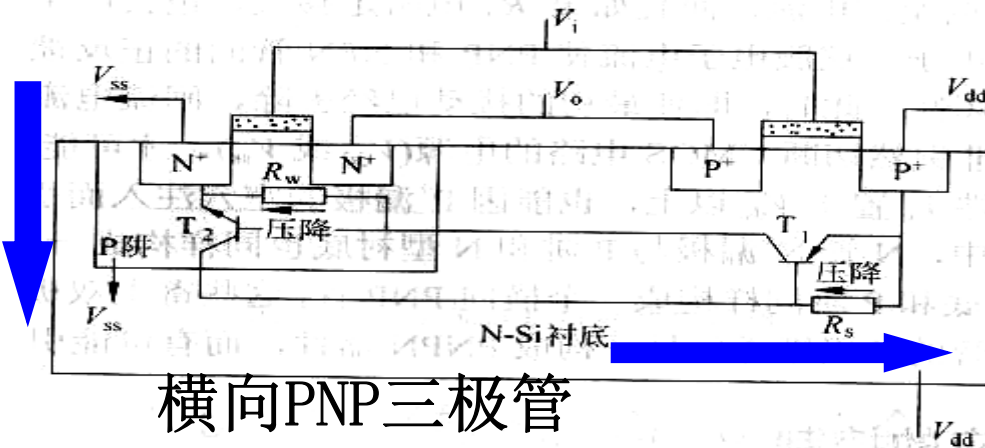 Vi
Vss
Vo
Vdd
N+
N+
P+
P+
Rw
T2
压降
T1
P阱
压降
Vss
Rs
N-Si衬底
横向PNP三极管
Vdd